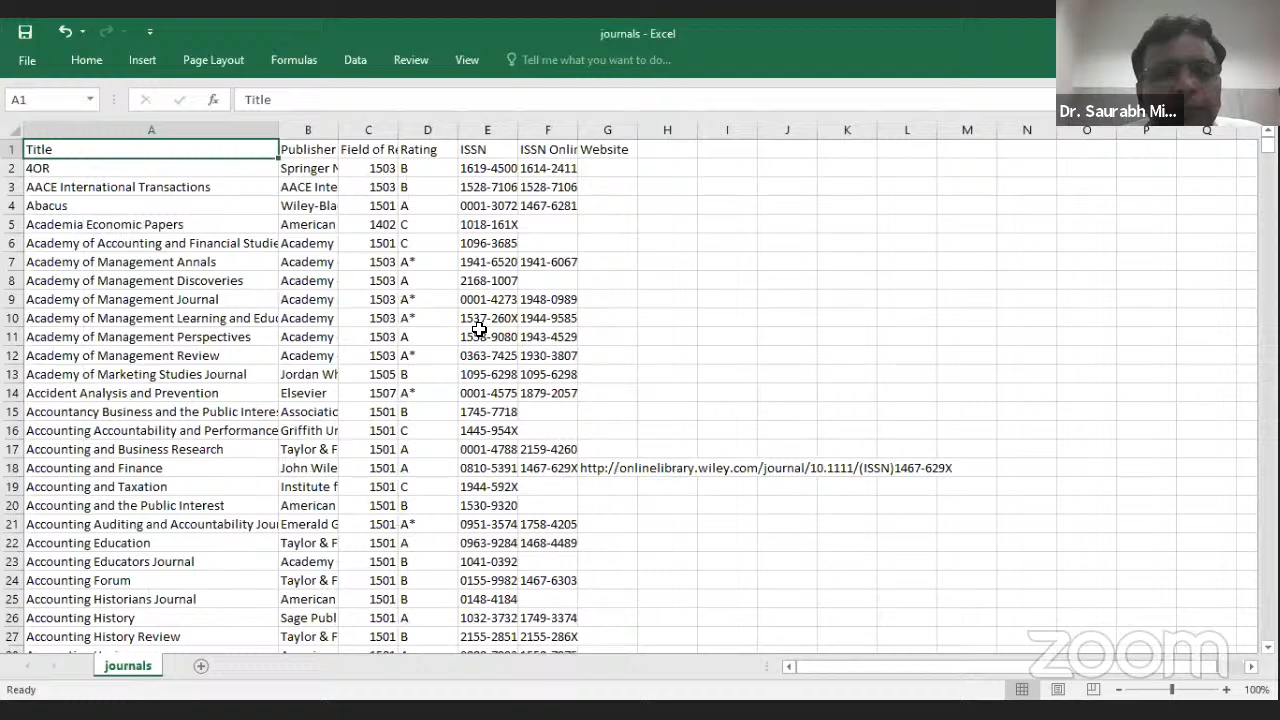 journals - Excel
File Home Insert Page Layout Formulas Data Review View Tell me what you want to do...
Dr. Saurabh Mi...
A1 fx Title
A B C D E F G H I J K L M N O P Q
1 Title Publisher Field of Re Rating ISSN ISSN Onlin Website
2 4OR Springer N 1503 B 1619-4500 1614-2411
3 AACE International Transactions AACE Inte 1503 B 1528-7106 1528-7106
4 Abacus Wiley-Bla 1501 A 0001-3072 1467-6281
5 Academia Economic Papers American 1402 C 1018-161X
6 Academy of Accounting and Financial Studie Academy 1501 C 1096-3685
7 Academy of Management Annals Academy 1503 A* 1941-6520 1941-6067
8 Academy of Management Discoveries Academy 1503 A 2168-1007
9 Academy of Management Journal Academy 1503 A* 0001-4273 1948-0989
10 Academy of Management Learning and Educ Academy 1503 A* 1537-260X 1944-9585
11 Academy of Management Perspectives Academy 1503 A 1558-9080 1943-4529
12 Academy of Management Review Academy 1503 A* 0363-7425 1930-3807
13 Academy of Marketing Studies Journal Jordan Wh 1505 B 1095-6298 1095-6298
14 Accident Analysis and Prevention Elsevier 1507 A* 0001-4575 1879-2057
15 Accountancy Business and the Public Interes Associatio 1501 B 1745-7718
16 Accounting Accountability and Performance Griffith Un 1501 C 1445-954X
17 Accounting and Business Research Taylor & F 1501 A 0001-4788 2159-4260
18 Accounting and Finance John Wile 1501 A 0810-5391 1467-629X http://onlinelibrary.wiley.com/journal/10.1111/(ISSN)1467-629X
19 Accounting and Taxation Institute f 1501 C 1944-592X
20 Accounting and the Public Interest American 1501 B 1530-9320
21 Accounting Auditing and Accountability Jou Emerald G 1501 A* 0951-3574 1758-4205
22 Accounting Education Taylor & F 1501 A 0963-9284 1468-4489
23 Accounting Educators Journal Academy 1501 B 1041-0392
24 Accounting Forum Taylor & F 1501 B 0155-9982 1467-6303
25 Accounting Historians Journal American 1501 B 0148-4184
26 Accounting History Sage Publ 1501 A 1032-3732 1749-3374
27 Accounting History Review Taylor & F 1501 B 2155-2851 2155-286X
journals
zoom
Ready 100%